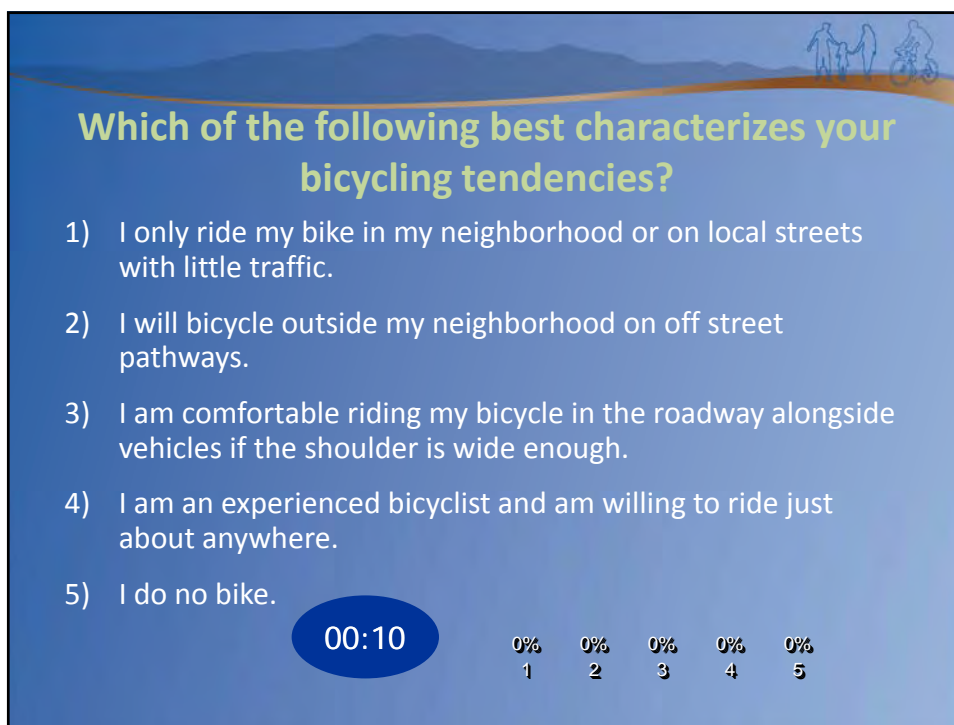 Which of the following best characterizes your
bicycling tendencies?
1) I only ride my bike in my neighborhood or on local streets
with little traffic.
2) I will bicycle outside my neighborhood on off street
pathways.
3) I am comfortable riding my bicycle in the roadway alongside
vehicles if the shoulder is wide enough.
4) I am an experienced bicyclist and am willing to ride just
about anywhere.
5) I do no bike.
00:10
0% 0% 0% 0% 0%
1 2 3 4 5